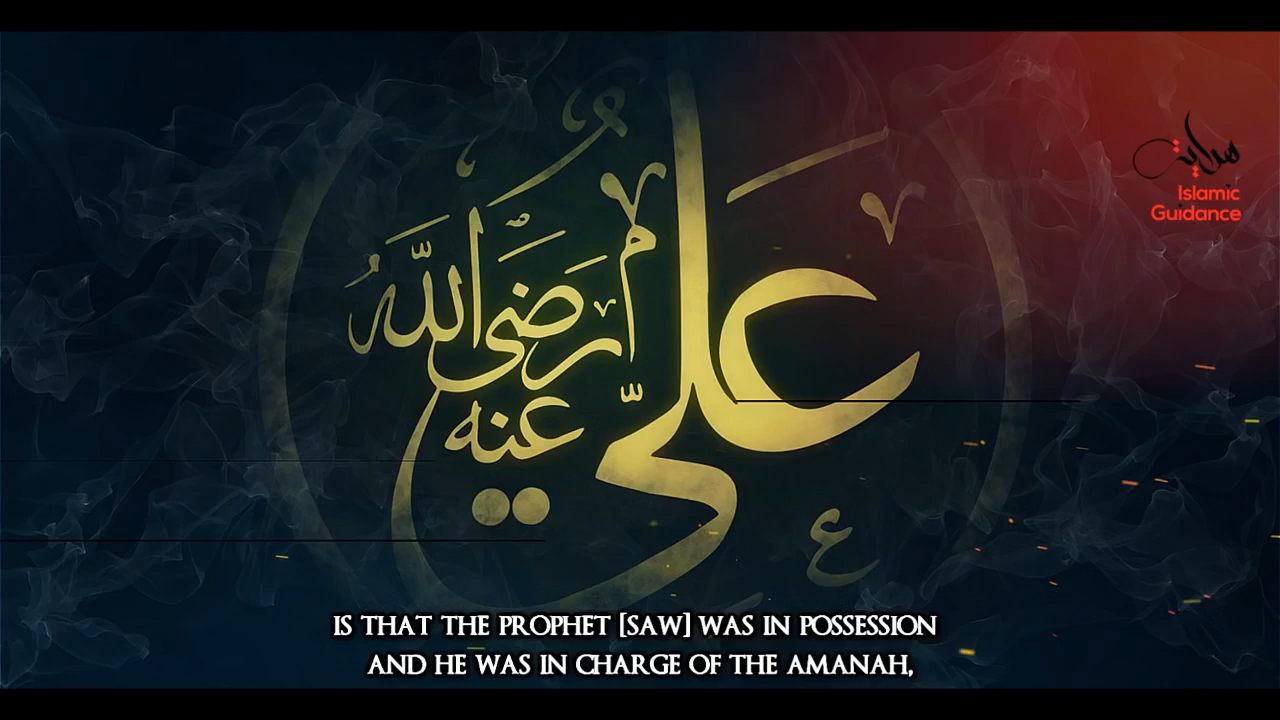 هداية
Islamic
Guidance
عليّ
رضي الله
عنه
IS THAT THE PROPHET [SAW] WAS IN POSSESSION
AND HE WAS IN CHARGE OF THE AMANAH,